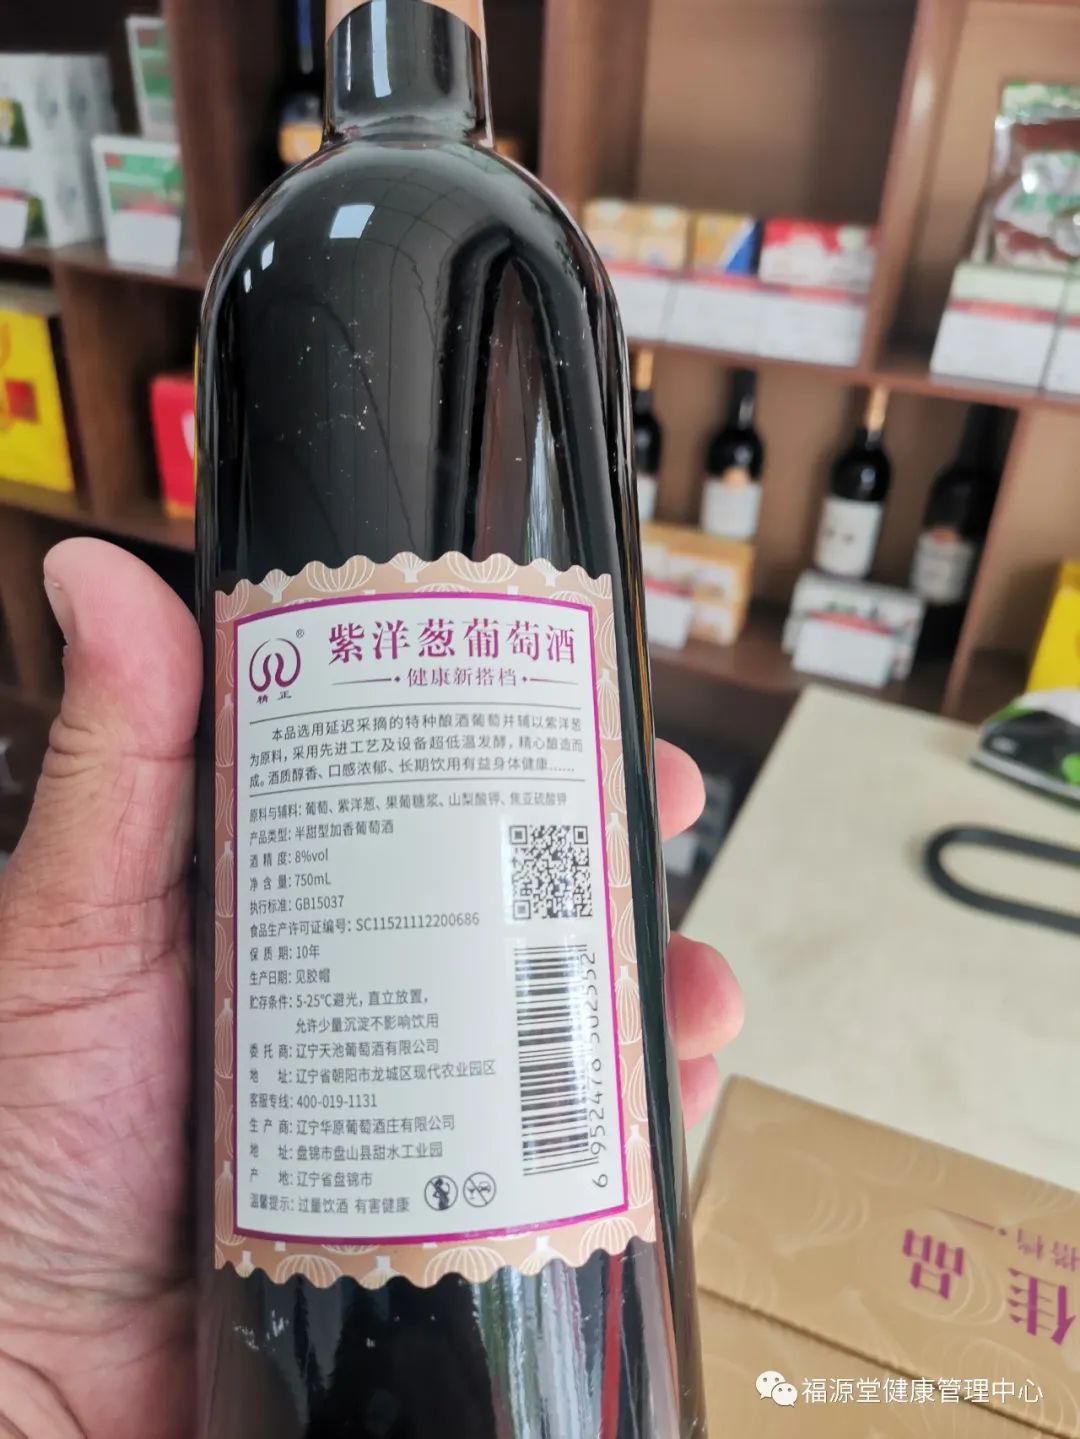 ®
精正
紫洋葱葡萄酒
健康新搭档
本品选用延迟采摘的特种酿酒葡萄并辅以紫洋葱
为原料，采用先进工艺及设备超低温发酵，精心酿造而
成。酒质醇香、口感浓郁、长期饮用有益身体健康……
原料与辅料：葡萄、紫洋葱、果葡糖浆、山梨酸钾、焦亚硫酸钾
产品类型：半甜型加香葡萄酒
酒精度：8%vol
净含量：750mL
执行标准：GB15037
食品生产许可证编号：SC11521112200686
保质期：10年
生产日期：见胶帽
贮存条件：5-25℃避光，直立放置，
允许少量沉淀不影响饮用
委托商：辽宁天池葡萄酒有限公司
地址：辽宁省朝阳市龙城区现代农业园区
客服专线：400-019-1131
生产商：辽宁华原葡萄酒庄有限公司
地址：盘锦市盘山县甜水工业园
产地：辽宁省盘锦市
温馨提示：过量饮酒 有害健康
6 952476 502552
佳品
搭档
福源堂健康管理中心